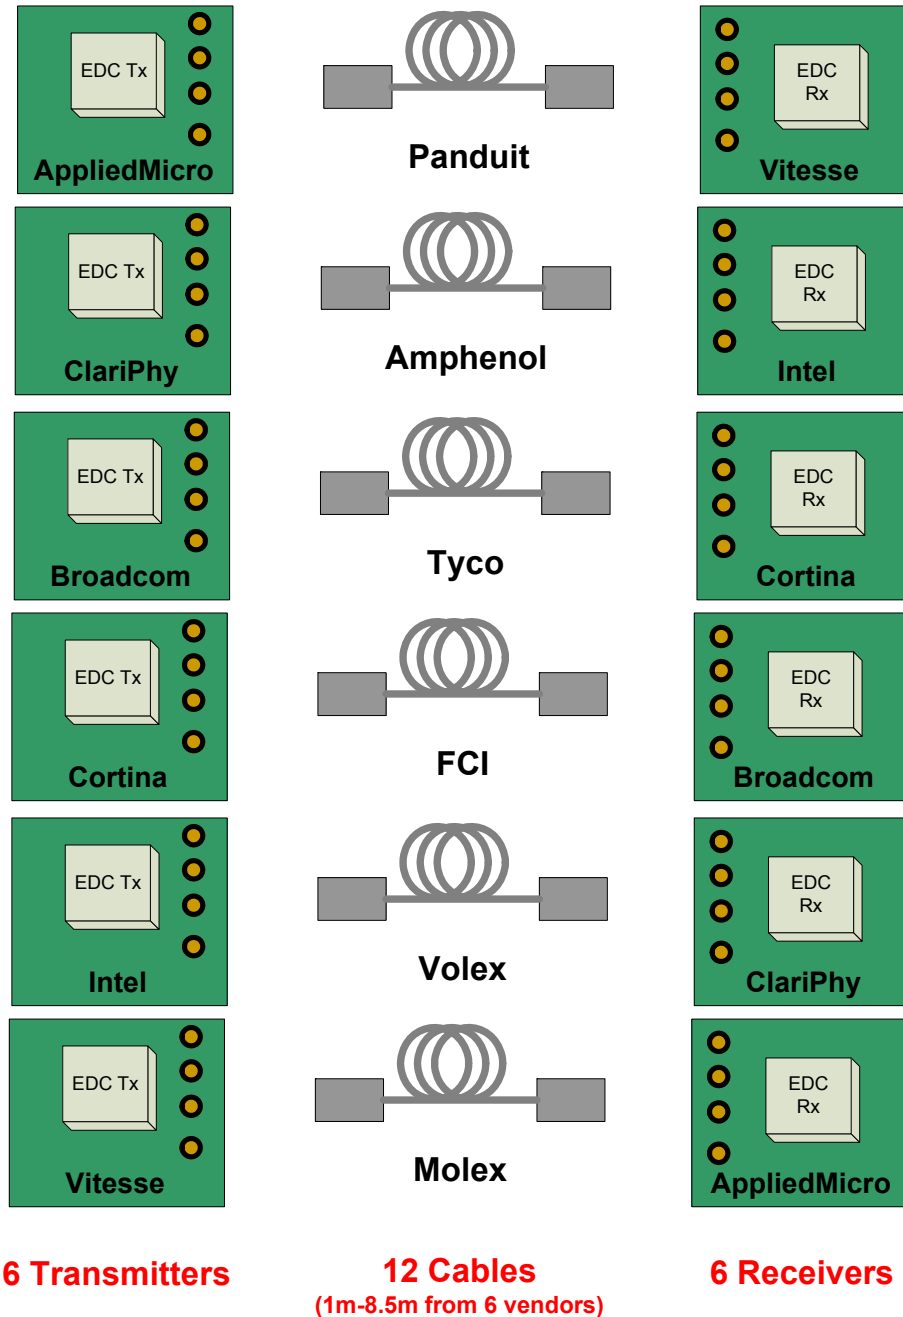 EDC Tx
AppliedMicro
Panduit
EDC
Rx
Vitesse
EDC Tx
ClariPhy
Amphenol
EDC
Rx
Intel
EDC Tx
Broadcom
Tyco
EDC
Rx
Cortina
EDC Tx
Cortina
FCI
EDC
Rx
Broadcom
EDC Tx
Intel
Volex
EDC
Rx
ClariPhy
EDC Tx
Vitesse
Molex
EDC
Rx
AppliedMicro
6 Transmitters
12 Cables
(1m-8.5m from 6 vendors)
6 Receivers